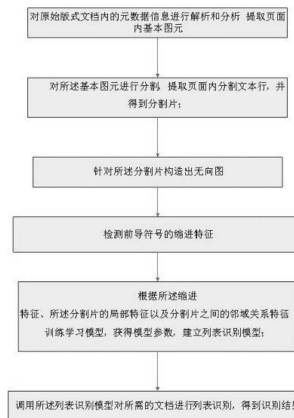 对原始版式文档内的元数据信息进行解析和分析 提取页面
内基本图元
对所述基本图元进行分割, 提取页面内分割文本行, 并
得到分割片;
针对所述分割片构造出无向图
检测前导符号的缩进特征
根据所述缩进
特征、所述分割片的局部特征以及分割片之间的邻域关系特征
训练学习模型, 获得模型参数, 建立列表识别模型;
调用所述列表识别模型对所需的文档进行列表识别, 得到识别结果